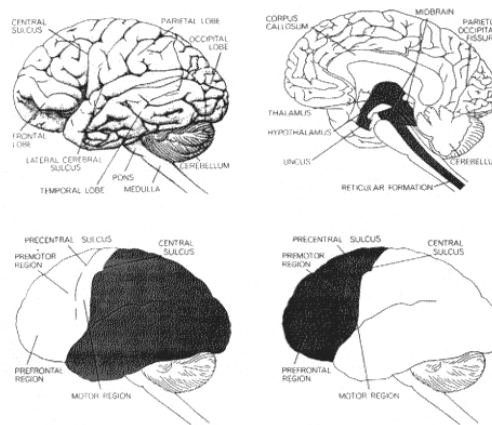 CENTRAL
SULCUS
PARIETAL LOBE
OCCIPITAL
LOBE
FRONTAL
LOBE
LATERAL CEREBRAL
SULCUS
TEMPORAL LOBE
PONS
MEDULLA
CEREBELLUM
CORPUS
CALLOSUM
MIDBRAIN
PARIET
OCCIPITA
FISSUR
THALAMUS
HYPOTHALAMUS
UNCUS
CEREBELLU
RETICULAR FORMATION
PRECENTRAL SULCUS
PREMOTOR
REGION
CENTRAL
SULCUS
PREFRONTAL
REGION
MOTOR REGION
PRECENTRAL SULCUS
PREMOTOR
REGION
CENTRAL
SULCUS
PREFRONTAL
REGION
MOTOR REGION